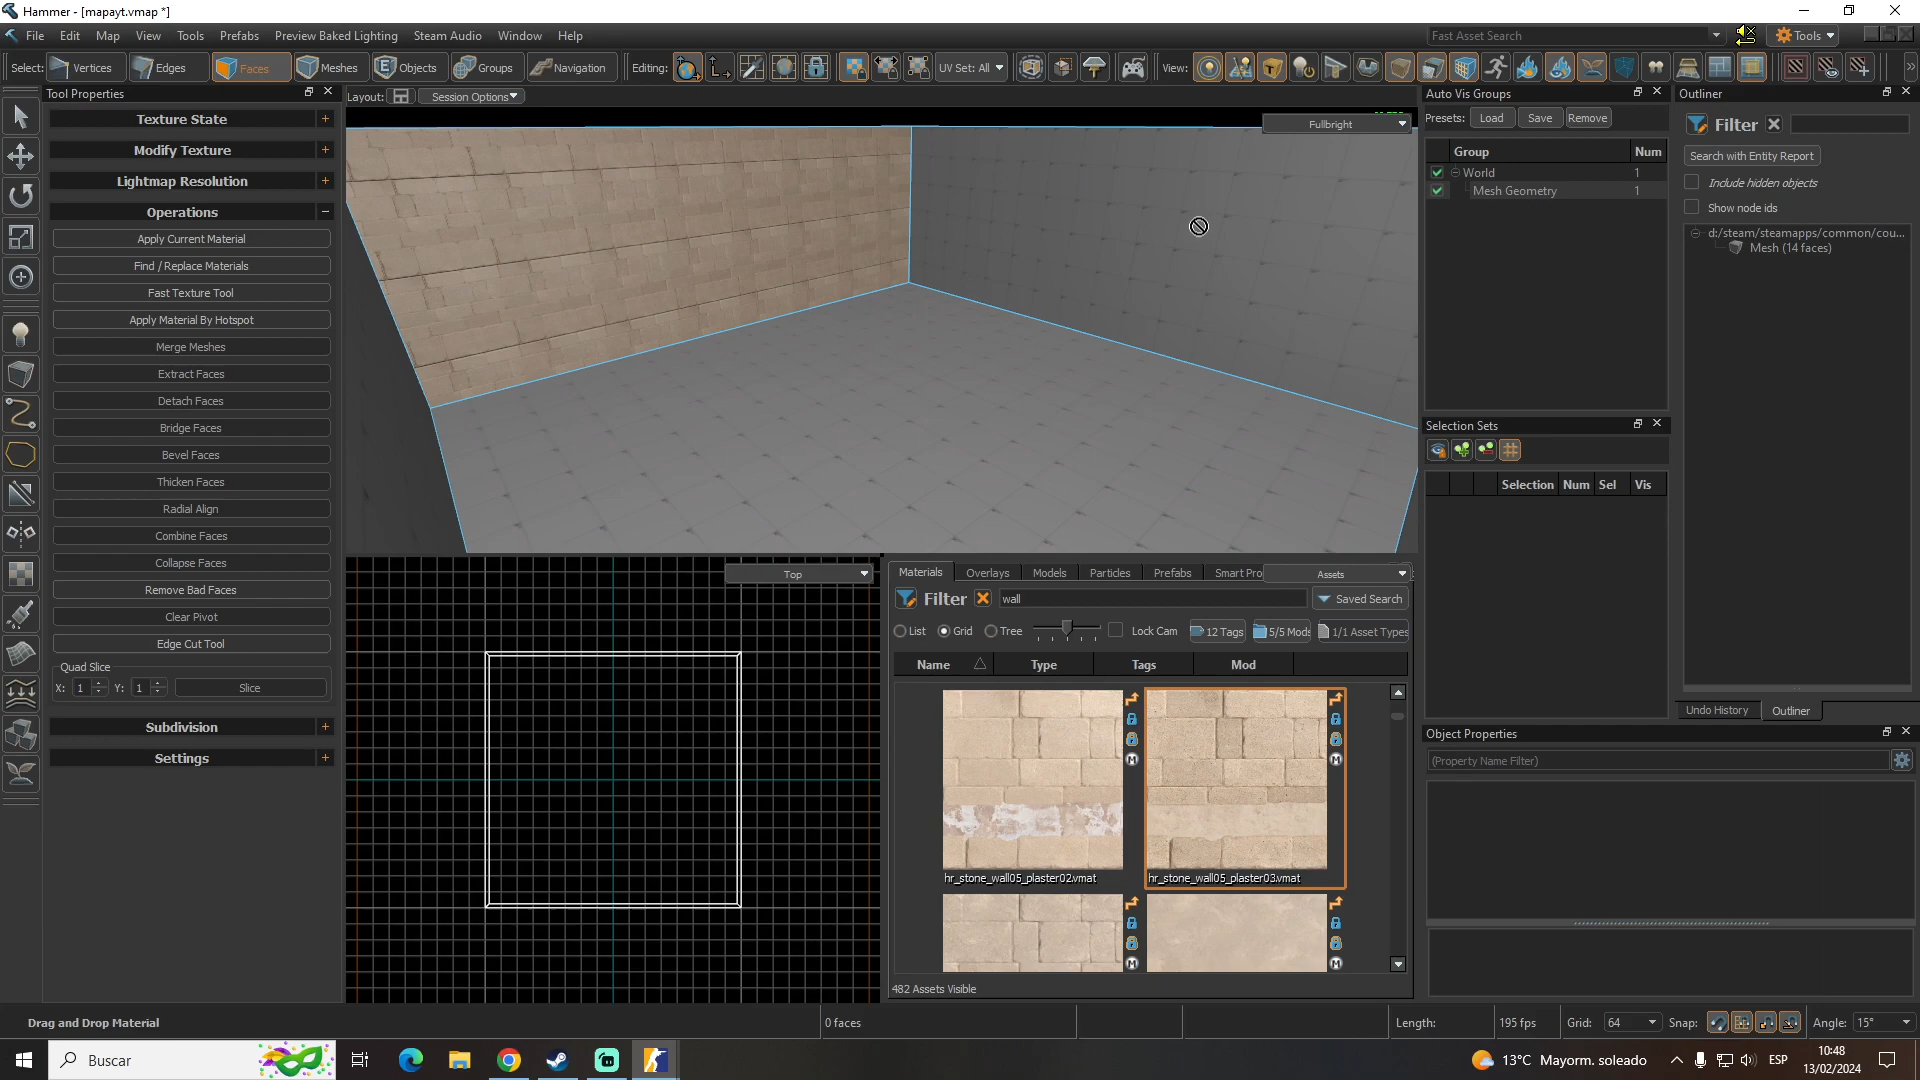 Hammer - [mapayt.vmap *]
File Edit Map View Tools Prefabs Preview Baked Lighting Steam Audio Window Help
Fast Asset Search
Tools
Select: Vertices Edges Faces Meshes Objects Groups Navigation Editing: UV Set: All View:
Tool Properties
Layout: Session Options
Auto Vis Groups
Outliner
Texture State
Modify Texture
Lightmap Resolution
Operations
Apply Current Material
Find / Replace Materials
Fast Texture Tool
Apply Material By Hotspot
Merge Meshes
Extract Faces
Detach Faces
Bridge Faces
Bevel Faces
Thicken Faces
Radial Align
Combine Faces
Collapse Faces
Remove Bad Faces
Clear Pivot
Edge Cut Tool
Quad Slice
X: 1 Y: 1 Slice
Subdivision
Settings
Fullbright
Top
Materials Overlays Models Particles Prefabs Smart Pro Assets
Filter wall Saved Search
List Grid Tree Lock Cam 12 Tags 5/5 Mods 1/1 Asset Types
Name Type Tags Mod
hr_stone_wall05_plaster02.vmat
hr_stone_wall05_plaster03.vmat
482 Assets Visible
Presets: Load Save Remove
Group Num
World 1
Mesh Geometry 1
Selection Sets
Selection Num Sel Vis
Filter
Search with Entity Report
Include hidden objects
Show node ids
d:/steam/steamapps/common/cou...
Mesh (14 faces)
Undo History Outliner
Object Properties
(Property Name Filter)
Drag and Drop Material
0 faces
Length: 195 fps Grid: 64 Snap: Angle: 15°
Buscar
13°C Mayorm. soleado
ESP
10:48
13/02/2024